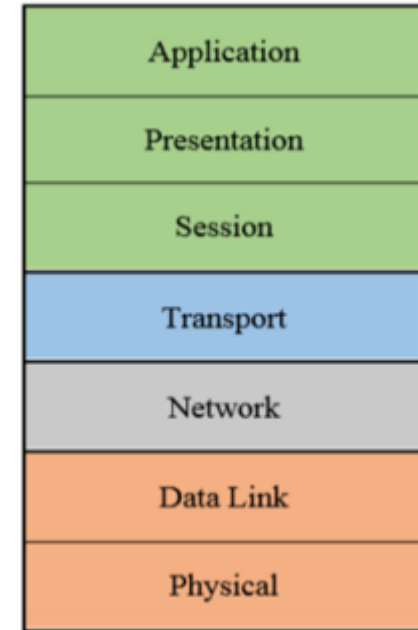 Application
Presentation
Session
Transport
Network
Data Link
Physical